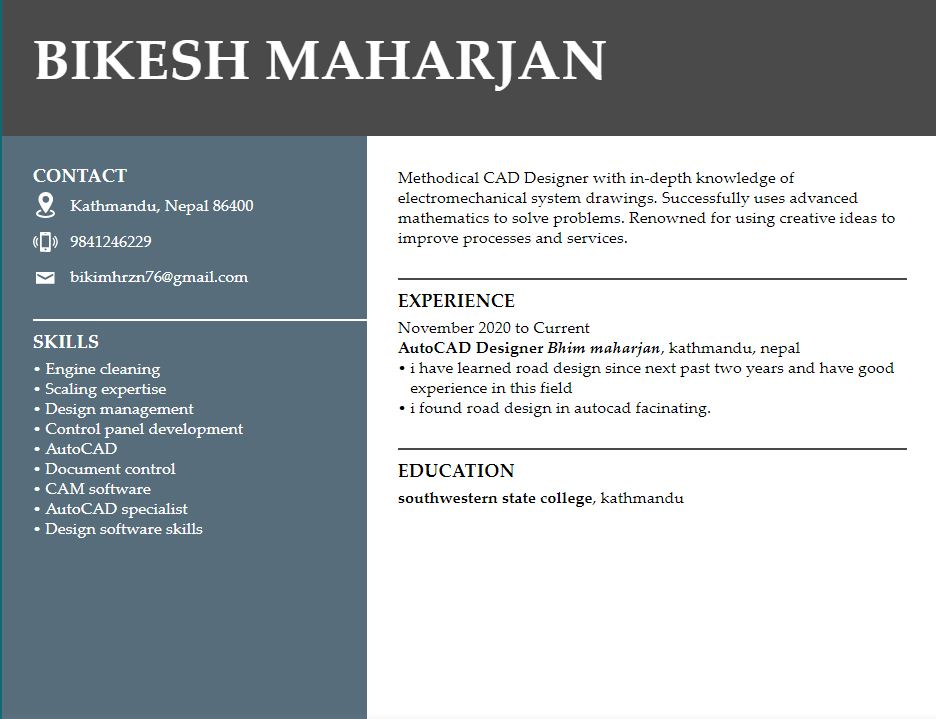 BIKESH MAHARJAN
CONTACT
Kathmandu, Nepal 86400
9841246229
bikimhrzn76@gmail.com
SKILLS
• Engine cleaning
• Scaling expertise
• Design management
• Control panel development
• AutoCAD
• Document control
• CAM software
• AutoCAD specialist
• Design software skills
Methodical CAD Designer with in-depth knowledge of
electromechanical system drawings. Successfully uses advanced
mathematics to solve problems. Renowned for using creative ideas to
improve processes and services.
EXPERIENCE
November 2020 to Current
AutoCAD Designer Bhim maharjan, kathmandu, nepal
• i have learned road design since next past two years and have good
experience in this field
• i found road design in autocad facinating.
EDUCATION
southwestern state college, kathmandu